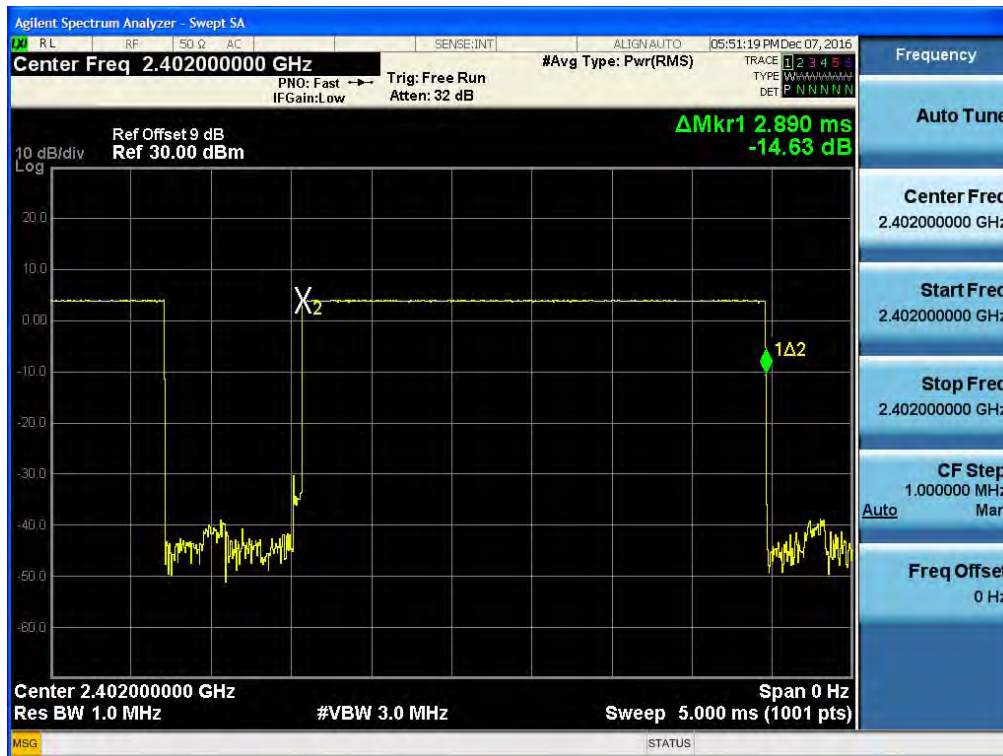 Agilent Spectrum Analyzer - Swept SA
LXI RL RF 50 Ω AC SENSE:INT ALIGN AUTO 05:51:19 PM Dec 07, 2016
Center Freq 2.402000000 GHz #Avg Type: Pwr(RMS) TRACE 1 2 3 4 5 6
PNO: Fast Trig: Free Run TYPE
IFGain:Low Atten: 32 dB DET P N N N N N
ΔMkr1 2.890 ms
-14.63 dB
Ref Offset 9 dB
10 dB/div Ref 30.00 dBm
Log
20.0
10.0
0.00
-10.0
-20.0
-30.0
-40.0
-50.0
-60.0
X2
1Δ2
Center 2.402000000 GHz Span 0 Hz
Res BW 1.0 MHz #VBW 3.0 MHz Sweep 5.000 ms (1001 pts)
MSG STATUS
Frequency
Auto Tune
Center Freq
2.402000000 GHz
Start Freq
2.402000000 GHz
Stop Freq
2.402000000 GHz
CF Step
1.000000 MHz
Auto Man
Freq Offset
0 Hz